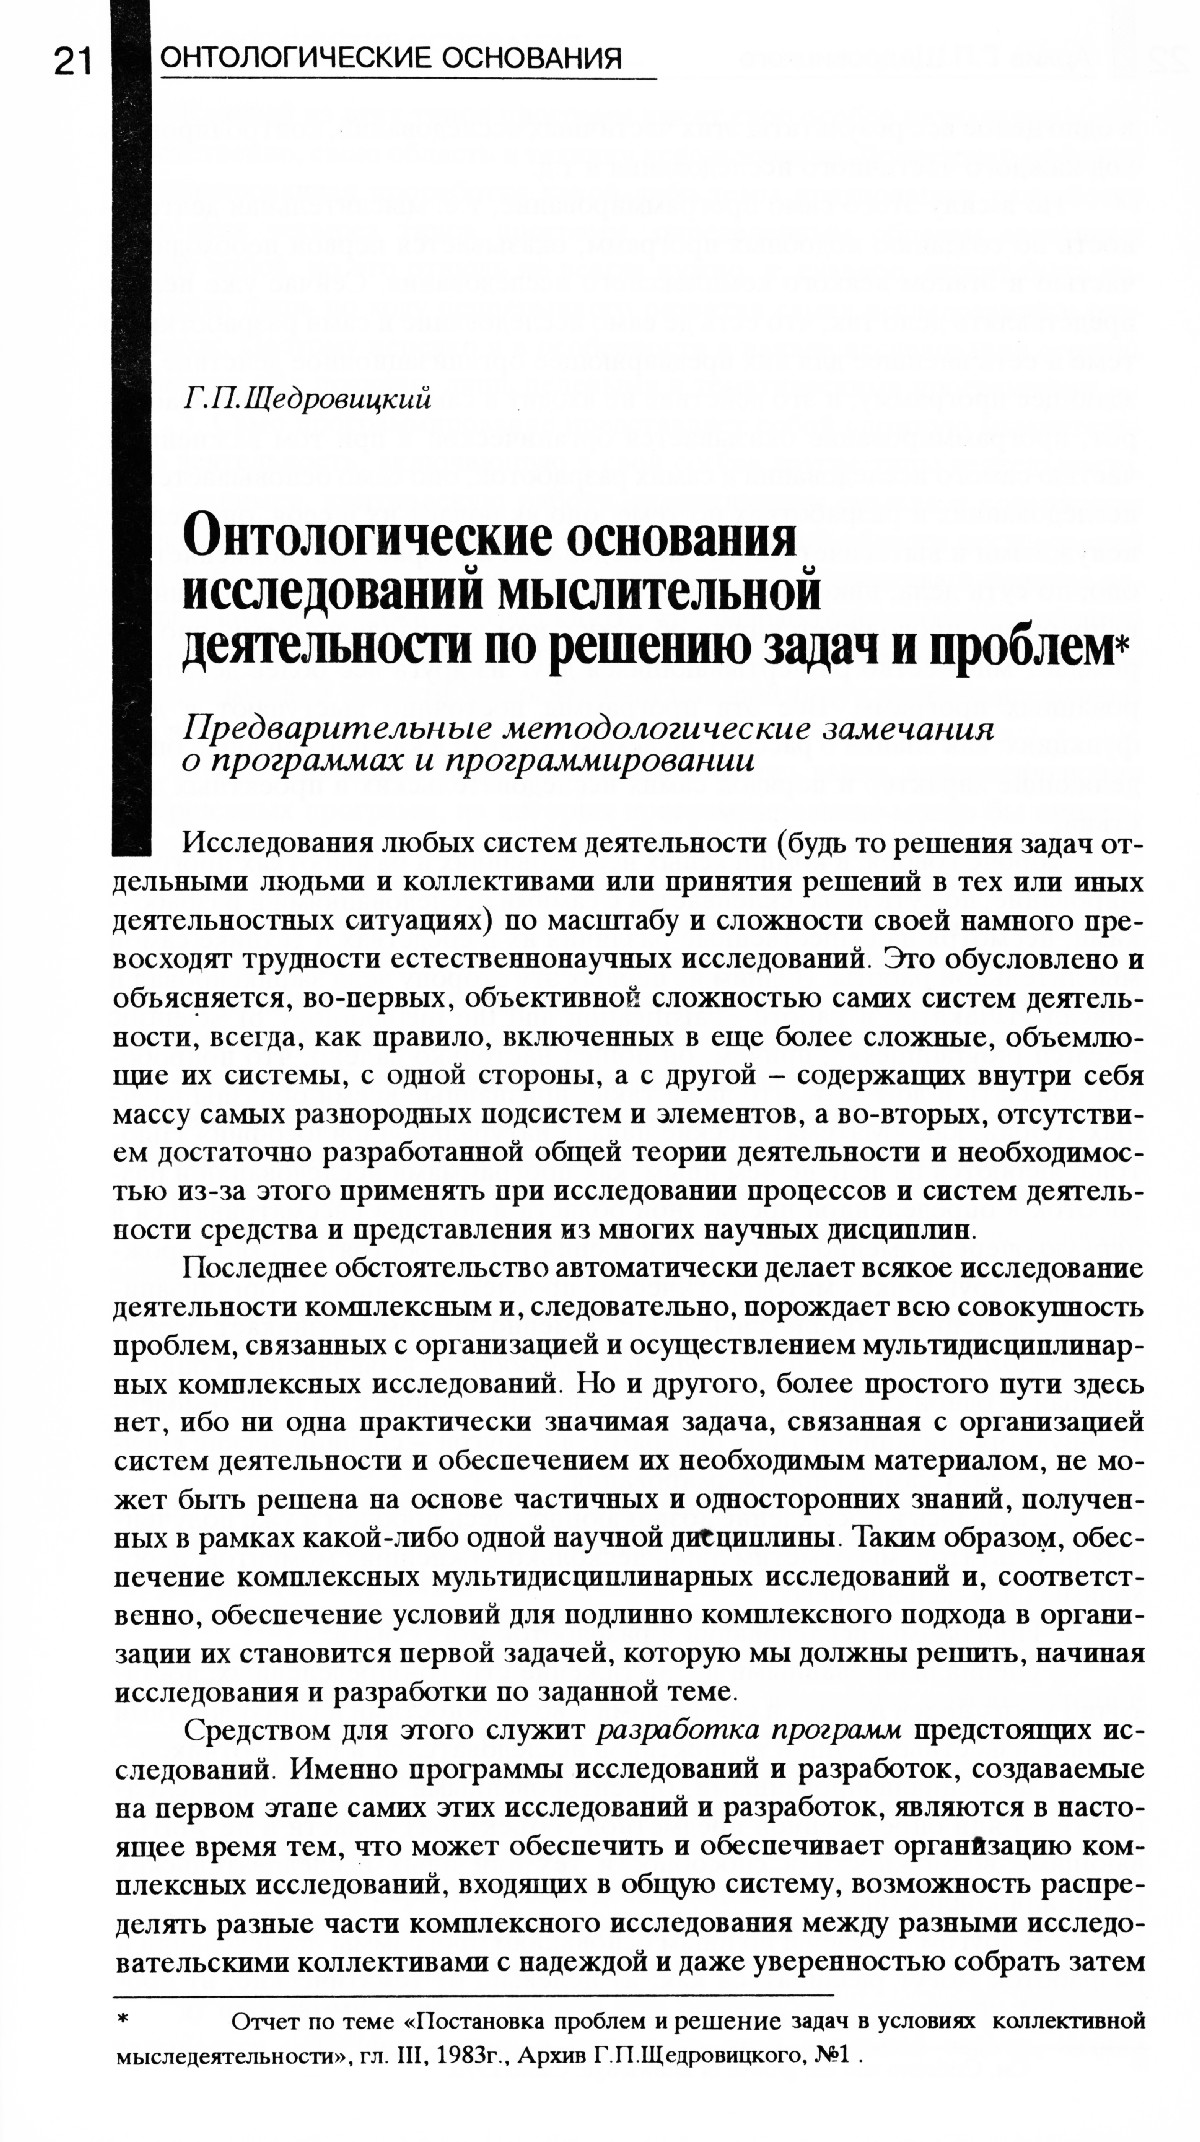 21
ОНТОЛОГИЧЕСКИЕ ОСНОВАНИЯ
Г.П.Щедровицкий
Онтологические основания
исследований мыслительной
деятельности по решению задач и проблем*
Предварительные методологические замечания
о программах и программировании
Исследования любых систем деятельности (будь то решения задач от-
дельными людьми и коллективами или принятия решений в тех или иных
деятельностных ситуациях) по масштабу и сложности своей намного пре-
восходят трудности естественнонаучных исследований. Это обусловлено и
объясняется, во-первых, объективной сложностью самих систем деятель-
ности, всегда, как правило, включенных в еще более сложные, объемлю-
щие их системы, с одной стороны, а с другой – содержащих внутри себя
массу самых разнородных подсистем и элементов, а во-вторых, отсутстви-
ем достаточно разработанной общей теории деятельности и необходимос-
тью из-за этого применять при исследовании процессов и систем деятель-
ности средства и представления из многих научных дисциплин.
Последнее обстоятельство автоматически делает всякое исследование
деятельности комплексным и, следовательно, порождает всю совокупность
проблем, связанных с организацией и осуществлением мультидисциплинар-
ных комплексных исследований. Но и другого, более простого пути здесь
нет, ибо ни одна практически значимая задача, связанная с организацией
систем деятельности и обеспечением их необходимым материалом, не мо-
жет быть решена на основе частичных и односторонних знаний, получен-
ных в рамках какой-либо одной научной дисциплины. Таким образом, обес-
печение комплексных мультидисциплинарных исследований и, соответст-
венно, обеспечение условий для подлинно комплексного подхода в органи-
зации их становится первой задачей, которую мы должны решить, начиная
исследования и разработки по заданной теме.
Средством для этого служит разработка программ предстоящих ис-
следований. Именно программы исследований и разработок, создаваемые
на первом этапе самих этих исследований и разработок, являются в насто-
ящее время тем, что может обеспечить и обеспечивает организацию ком-
плексных исследований, входящих в общую систему, возможность распре-
делять разные части комплексного исследования между разными исследо-
вательскими коллективами с надеждой и даже уверенностью собрать затем
* Отчет по теме «Постановка проблем и решение задач в условиях коллективной
мыследеятельности», гл. III, 1983г., Архив Г.П.Щедровицкого, №1 .